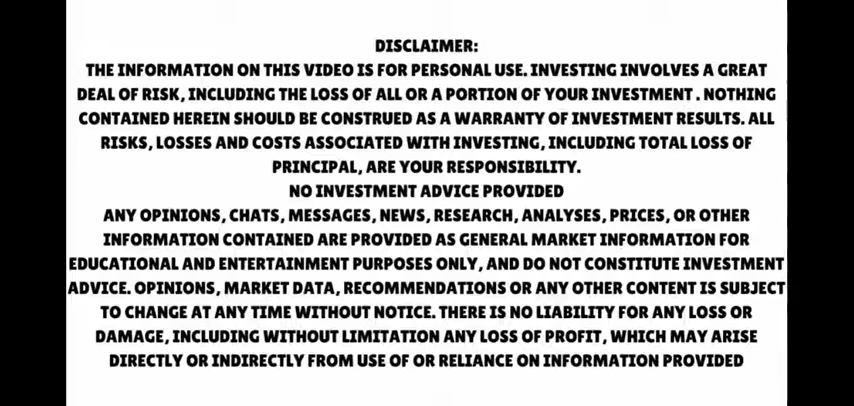 DISCLAIMER:
THE INFORMATION ON THIS VIDEO IS FOR PERSONAL USE. INVESTING INVOLVES A GREAT
DEAL OF RISK, INCLUDING THE LOSS OF ALL OR A PORTION OF YOUR INVESTMENT . NOTHING
CONTAINED HEREIN SHOULD BE CONSTRUED AS A WARRANTY OF INVESTMENT RESULTS. ALL
RISKS, LOSSES AND COSTS ASSOCIATED WITH INVESTING, INCLUDING TOTAL LOSS OF
PRINCIPAL, ARE YOUR RESPONSIBILITY.
NO INVESTMENT ADVICE PROVIDED
ANY OPINIONS, CHATS, MESSAGES, NEWS, RESEARCH, ANALYSES, PRICES, OR OTHER
INFORMATION CONTAINED ARE PROVIDED AS GENERAL MARKET INFORMATION FOR
EDUCATIONAL AND ENTERTAINMENT PURPOSES ONLY, AND DO NOT CONSTITUTE INVESTMENT
ADVICE. OPINIONS, MARKET DATA, RECOMMENDATIONS OR ANY OTHER CONTENT IS SUBJECT
TO CHANGE AT ANY TIME WITHOUT NOTICE. THERE IS NO LIABILITY FOR ANY LOSS OR
DAMAGE, INCLUDING WITHOUT LIMITATION ANY LOSS OF PROFIT, WHICH MAY ARISE
DIRECTLY OR INDIRECTLY FROM USE OF OR RELIANCE ON INFORMATION PROVIDED